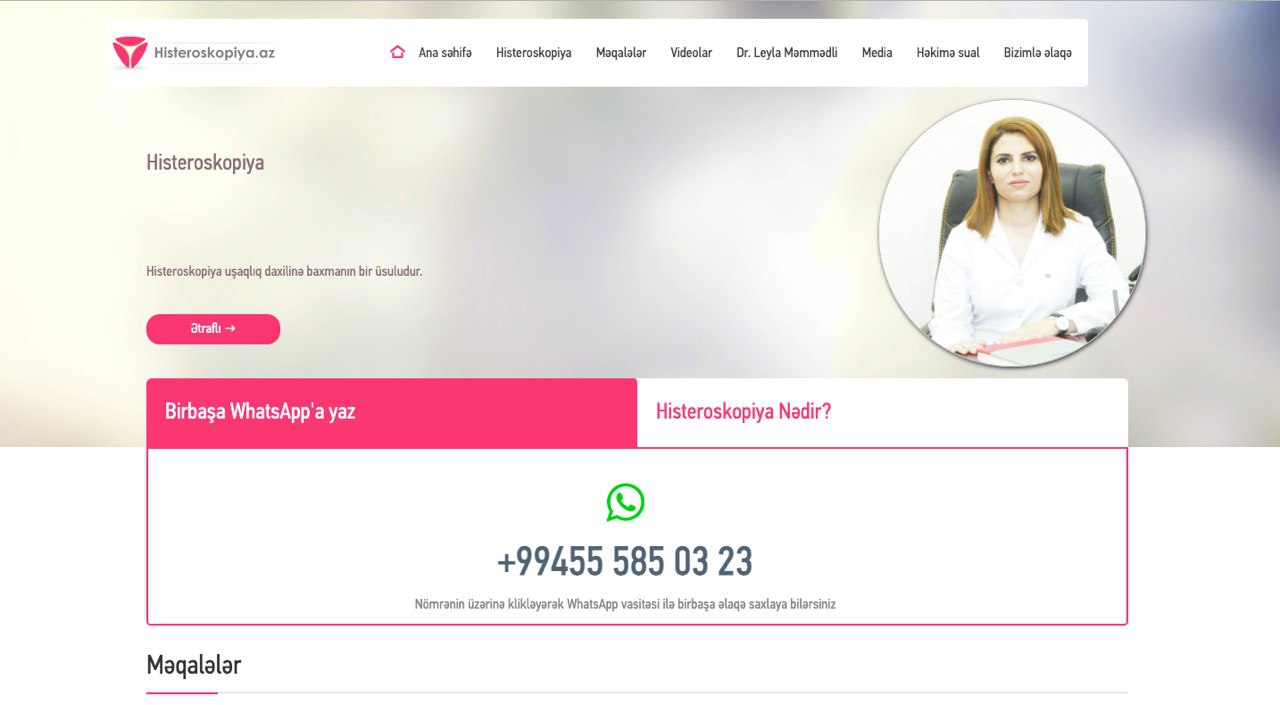 Histeroskopiya.az
Ana səhifə Histeroskopiya Məqalələr Videolar Dr. Leyla Məmmədli Media Həkimə sual Bizimlə əlaqə
Histeroskopiya
Histeroskopiya uşaqlıq daxilinə baxmanın bir üsuludur.
Ətraflı →
Birbaşa WhatsApp'a yaz
Histeroskopiya Nədir?
+99455 585 03 23
Nömrənin üzərinə klikləyərək WhatsApp vasitəsi ilə birbaşa əlaqə saxlaya bilərsiniz
Məqalələr